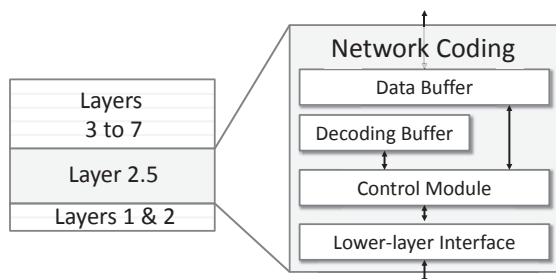 Layers
3 to 7
Layer 2.5
Layers 1 & 2
Network Coding
Data Buffer
Decoding Buffer
Control Module
Lower-layer Interface